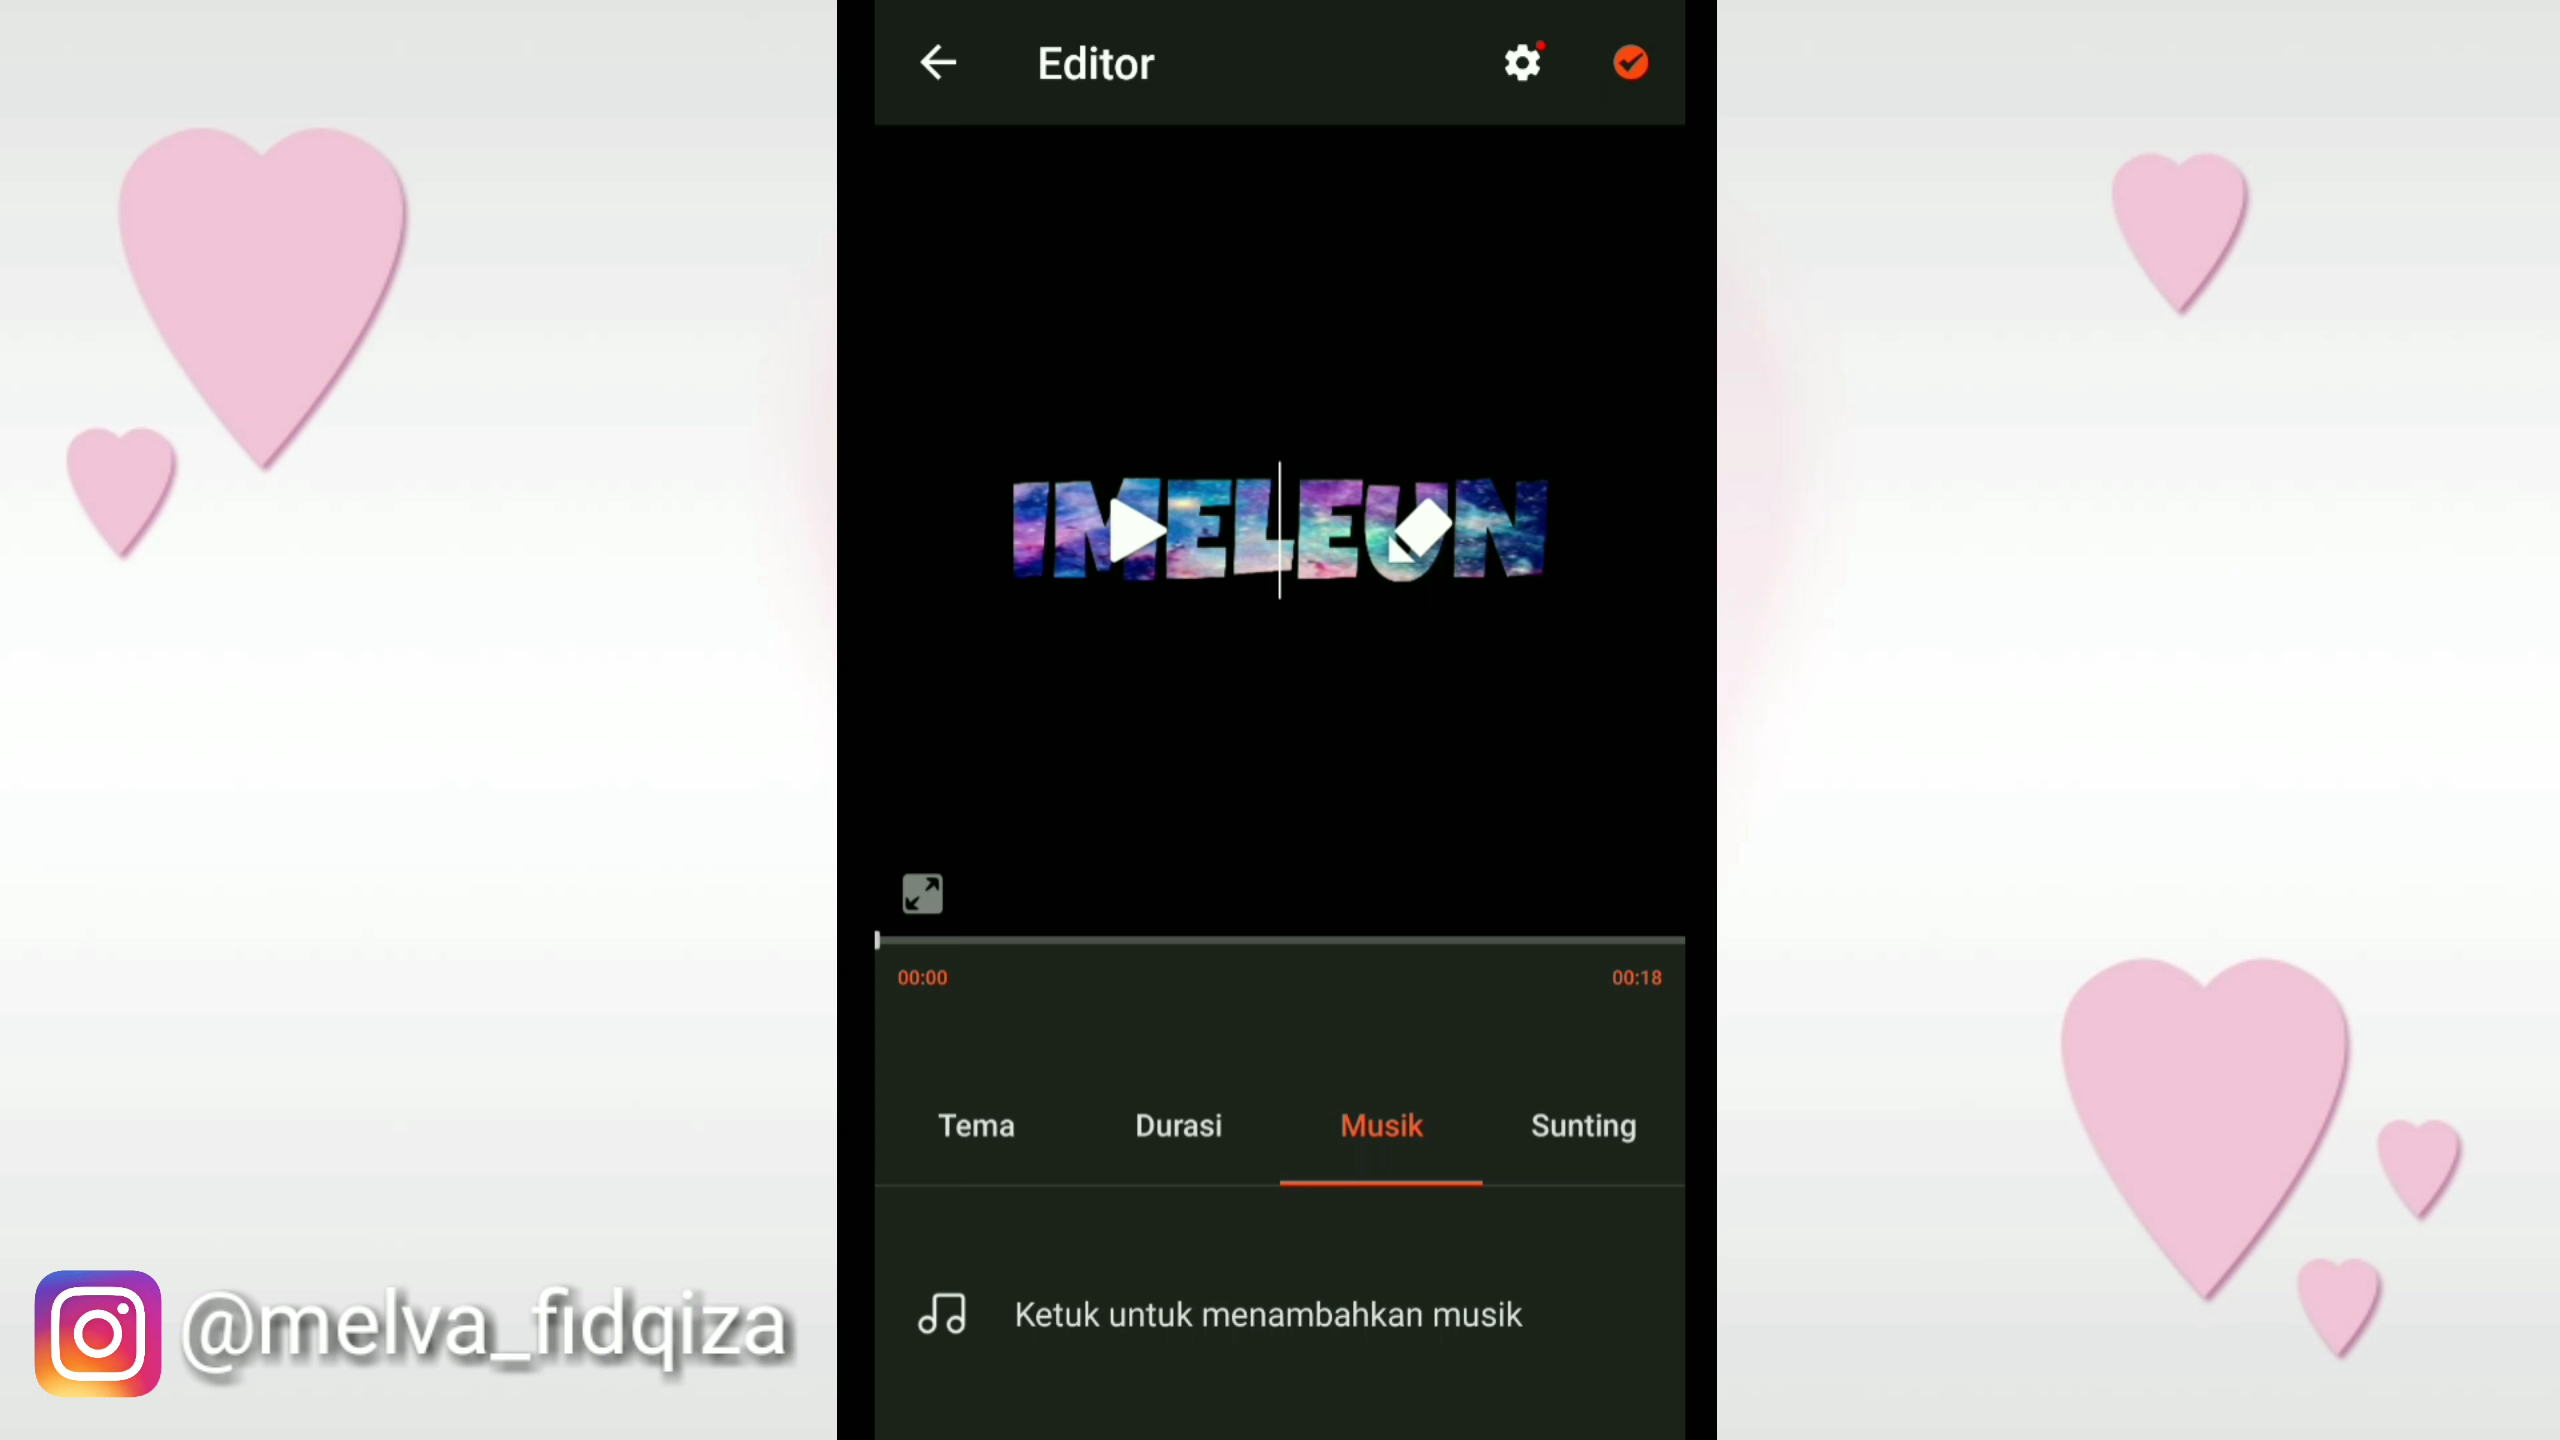 Editor
IMELEUN
00:00 00:18
Tema Durasi Musik Sunting
Ketuk untuk menambahkan musik
@melva_fidqiza